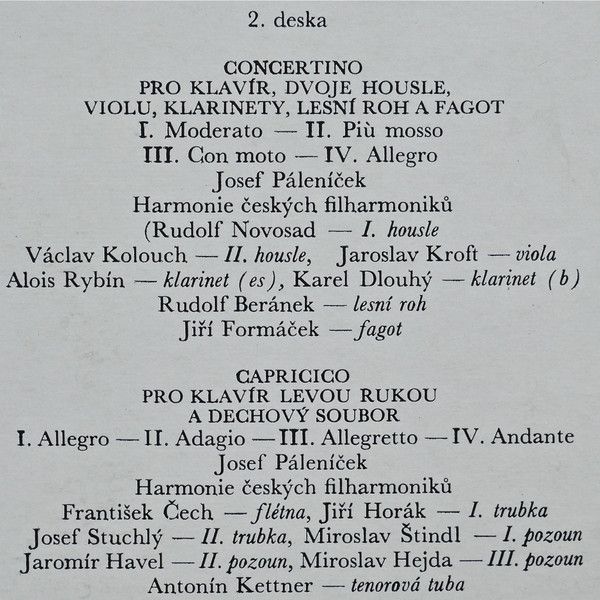 2. deska
CONCERTINO
PRO KLAVÍR, DVOJE HOUSLE,
VIOLU, KLARINETY, LESNÍ ROH A FAGOT
I. Moderato — II. Più mosso
III. Con moto — IV. Allegro
Josef Páleníček
Harmonie českých filharmoniků
(Rudolf Novosad — I. housle
Václav Kolouch — II. housle, Jaroslav Kroft — viola
Alois Rybín — klarinet (es), Karel Dlouhý — klarinet (b)
Rudolf Beránek — lesní roh
Jiří Formáček — fagot
CAPRICICO
PRO KLAVÍR LEVOU RUKOU
A DECHOVÝ SOUBOR
I. Allegro — II. Adagio — III. Allegretto — IV. Andante
Josef Páleníček
Harmonie českých filharmoniků
František Čech — flétna, Jiří Horák — I. trubka
Josef Stuchlý — II. trubka, Miroslav Štindl — I. pozoun
Jaromír Havel — II. pozoun, Miroslav Hejda — III. pozoun
Antonín Kettner — tenorová tuba